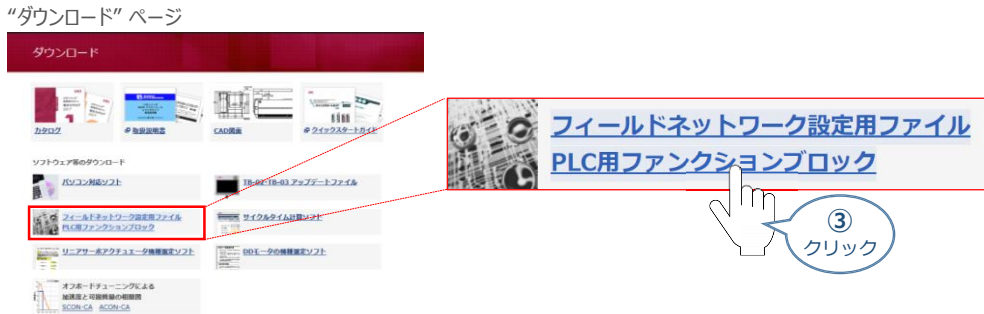 “ダウンロード” ページ
ダウンロード
カタログ
取扱説明書
CAD図面
クイックスタートガイド
ソフトウェア等のダウンロード
パソコン対応ソフト
TB-02・TB-03 アップデートファイル
フィールドネットワーク設定用ファイル
PLC用ファンクションブロック
サイクルタイム計算ソフト
リニアサーボアクチュエータ機種選定ソフト
DDモータの機種選定ソフト
オフボードチューニングによる
加速度と可搬質量の相関図
SCON-CA ACON-CA
フィールドネットワーク設定用ファイル
PLC用ファンクションブロック
③
クリック